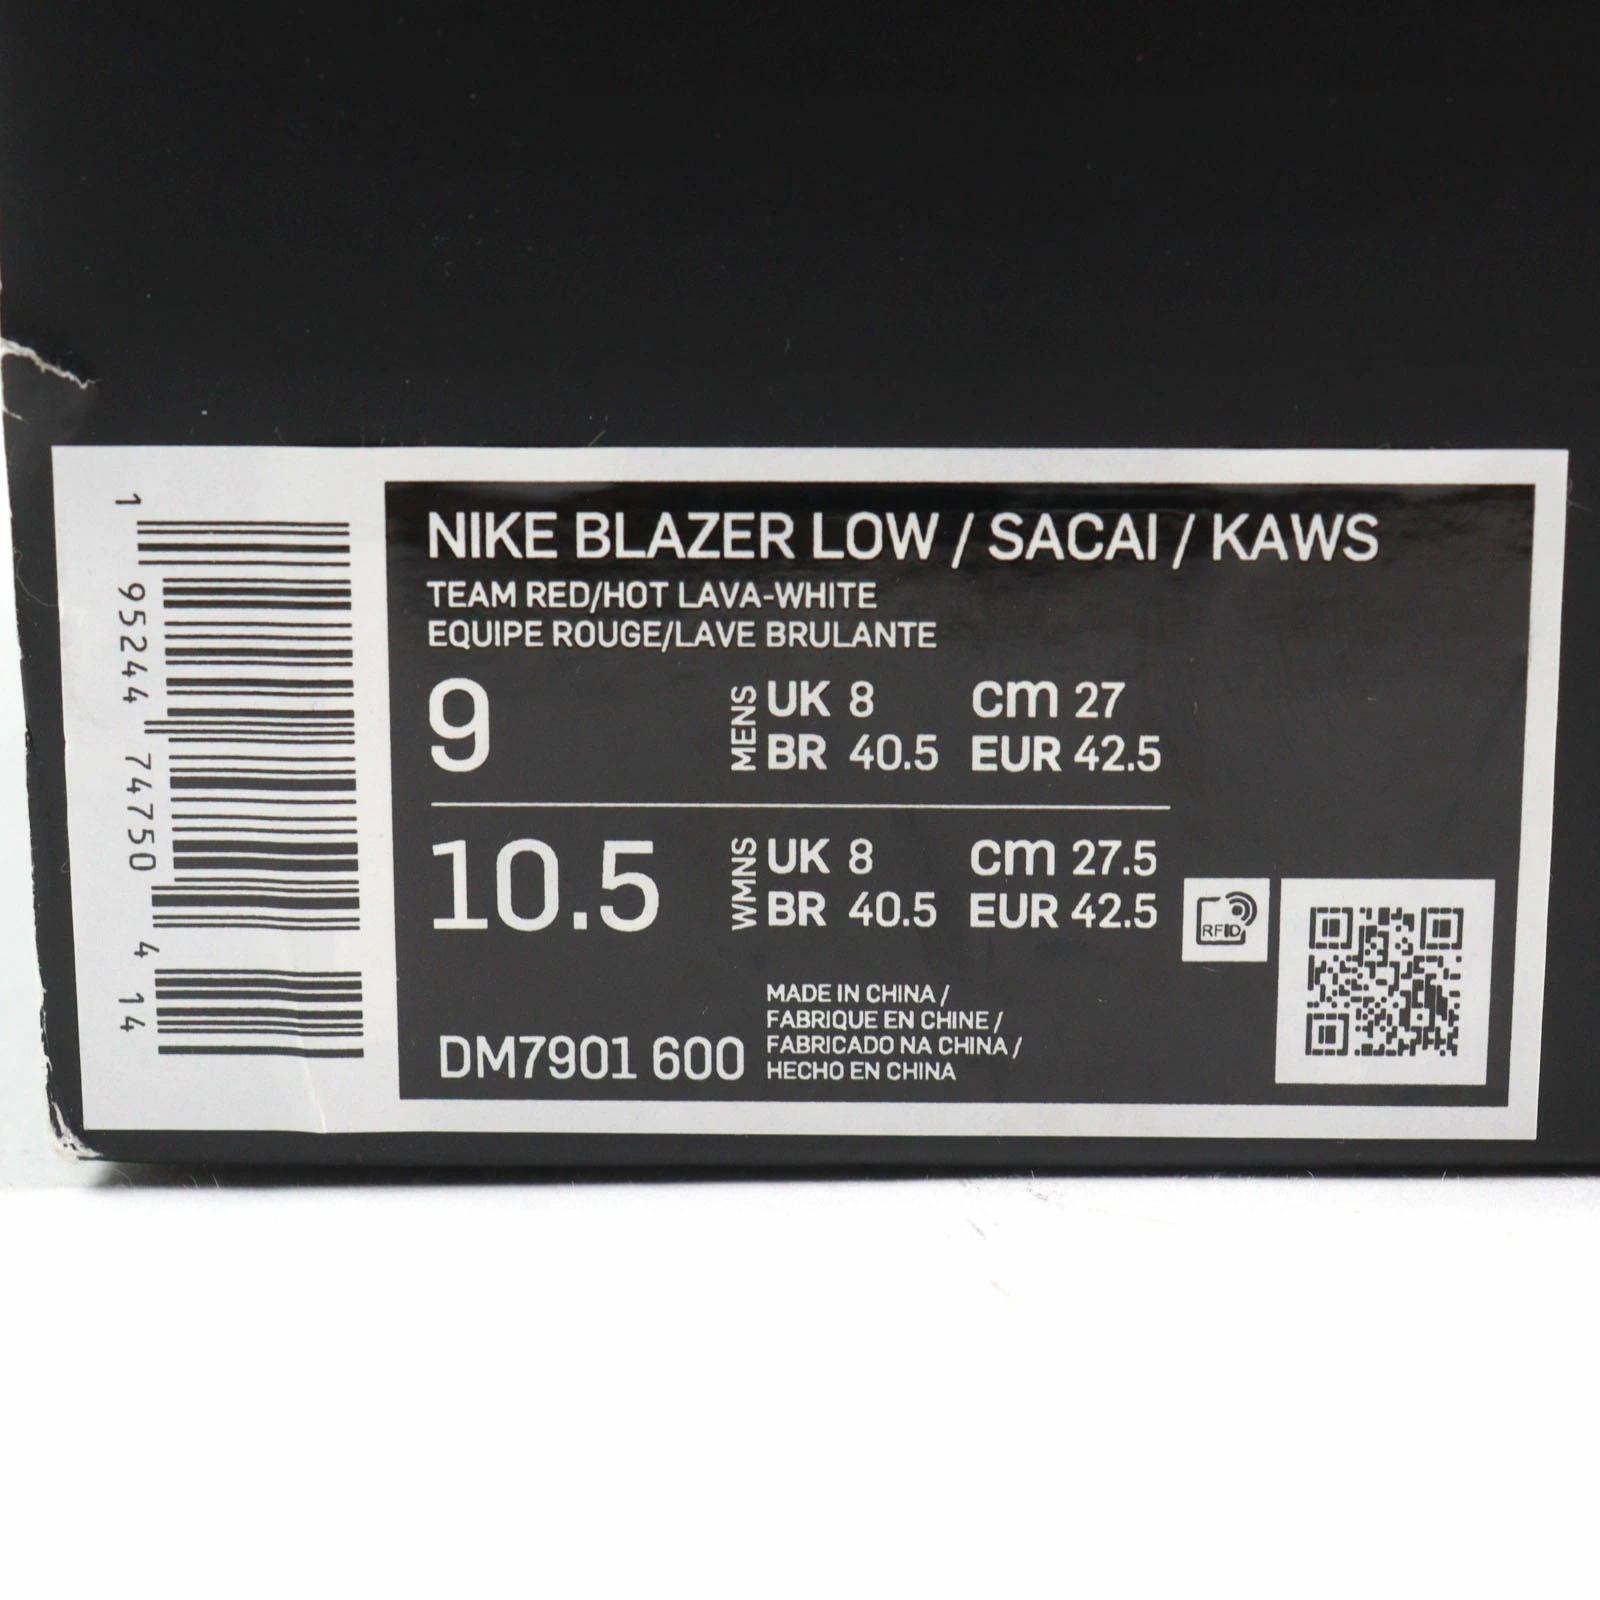 NIKE BLAZER LOW / SACAI / KAWS
TEAM RED/HOT LAVA-WHITE
EQUIPE ROUGE/LAVE BRULANTE
9 MENS UK 8 cm 27
BR 40.5 EUR 42.5
10.5 WMNS UK 8 cm 27.5
BR 40.5 EUR 42.5
RFID
DM7901 600
MADE IN CHINA /
FABRIQUE EN CHINE /
FABRICADO NA CHINA /
HECHO EN CHINA
1 95244 74750 4 14